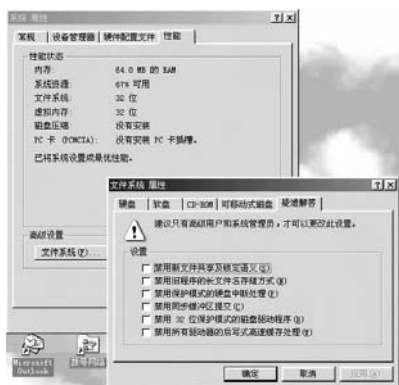 系统 属性
常规 设备管理器 硬件配置文件 性能
性能状态
内存: 64.0 MB 的 RAM
系统资源: 67% 可用
文件系统: 32 位
虚拟内存: 32 位
磁盘压缩: 没有安装
PC 卡 (PCMCIA): 没有安装 PC 卡插槽。
已将系统设置成最优性能。
高级设置
文件系统(F)...
文件系统 属性
硬盘 软盘 CD-ROM 可移动式磁盘 疑难解答
建议只有高级用户和系统管理员，才可以更改此设置。
设置
禁用新文件共享及锁定语义(S)
禁用旧程序的长文件名存储方式(N)
禁用保护模式的硬盘中断处理(P)
禁用同步缓冲区提交(C)
禁用 32 位保护模式的磁盘驱动程序(D)
禁用所有驱动器的后写式高速缓存处理(B)
确定 取消 应用(A)
Microsoft
Outlook